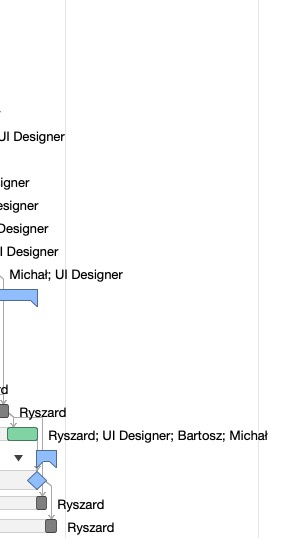 UI Designer
igner
esigner
Designer
I Designer
Michał; UI Designer
rd
Ryszard
Ryszard; UI Designer; Bartosz; Michał
Ryszard
Ryszard